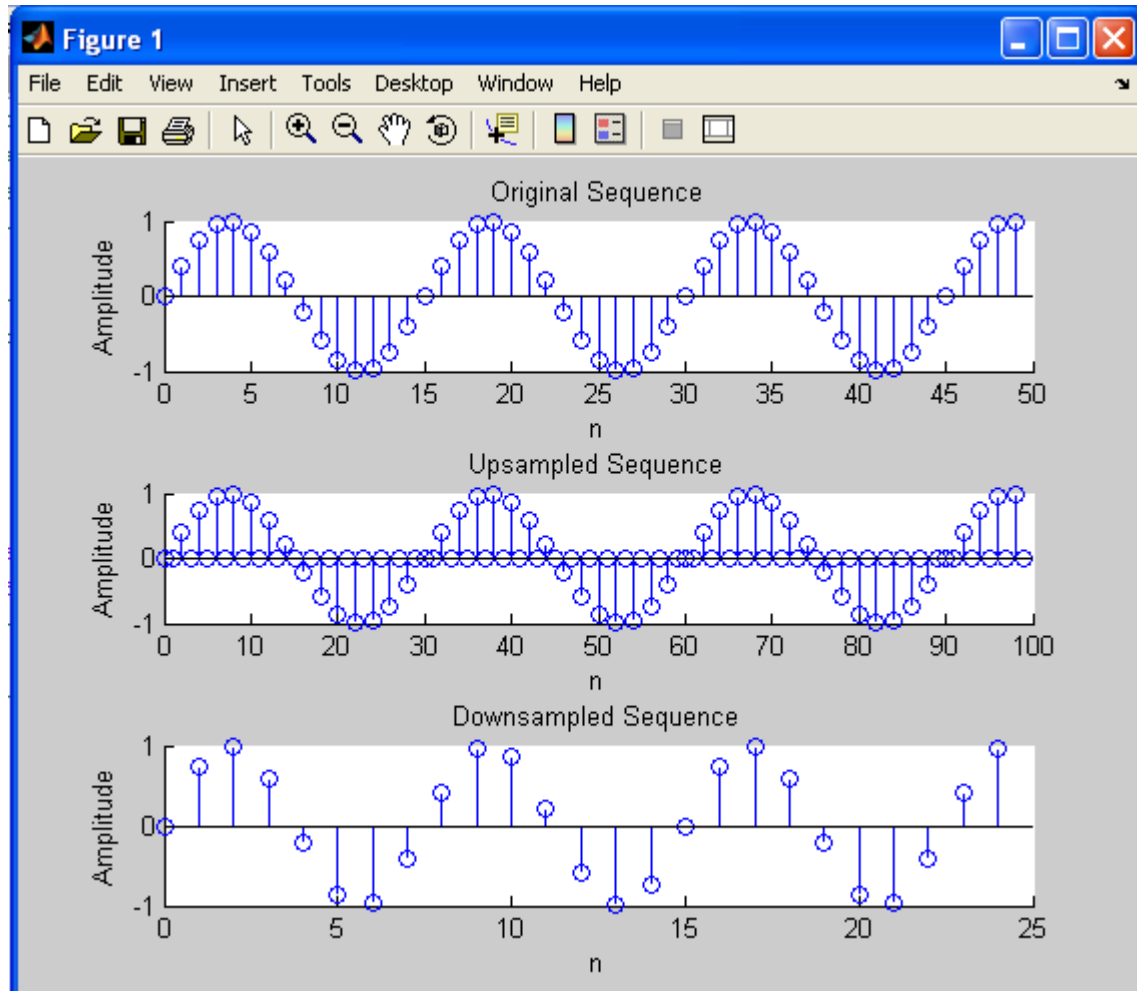 Figure 1
File Edit View Insert Tools Desktop Window Help
Original Sequence
Amplitude
1
0
-1
0 5 10 15 20 25 30 35 40 45 50
n
Upsampled Sequence
Amplitude
1
0
-1
0 10 20 30 40 50 60 70 80 90 100
n
Downsampled Sequence
Amplitude
1
0
-1
0 5 10 15 20 25
n